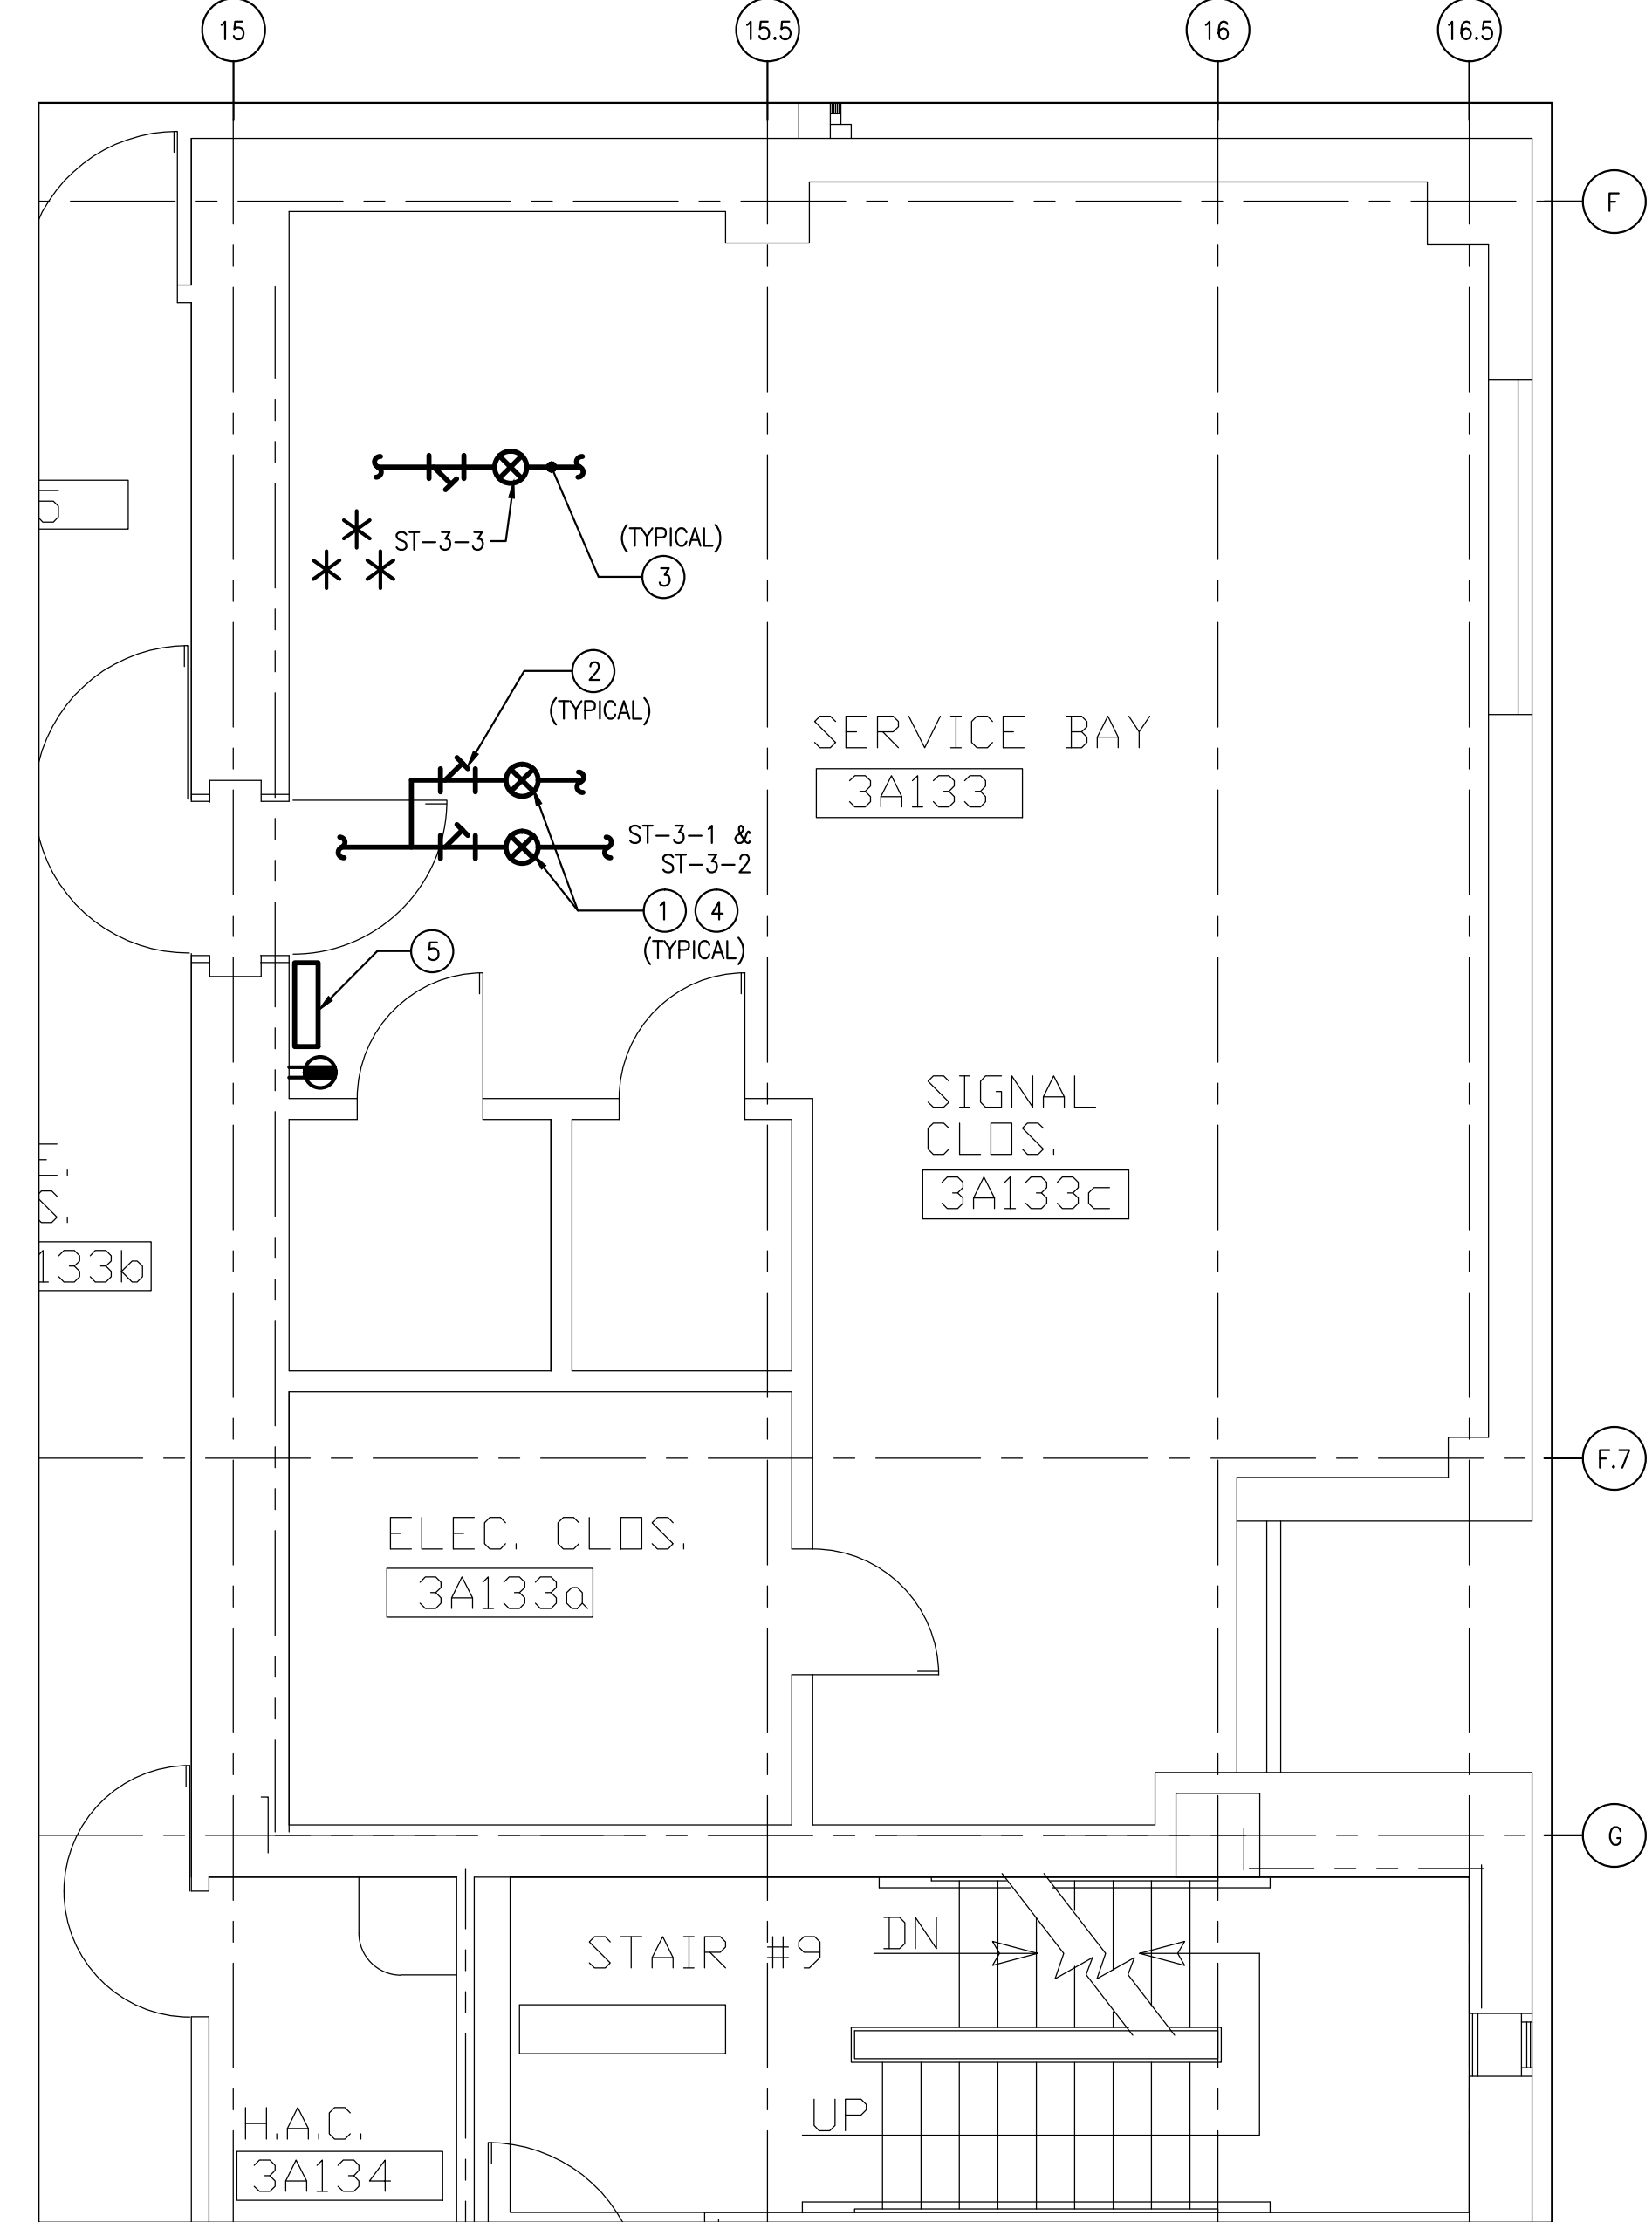 15 15.5 16 16.5
F
ST-3-3
(TYPICAL)
3
2
(TYPICAL)
SERVICE BAY
3A133
ST-3-1 &
ST-3-2
1 4
(TYPICAL)
5
SIGNAL
CLOS.
3A133c
133b
F.7
ELEC. CLOS.
3A133a
G
DN
STAIR #9
UP
H.A.C.
3A134